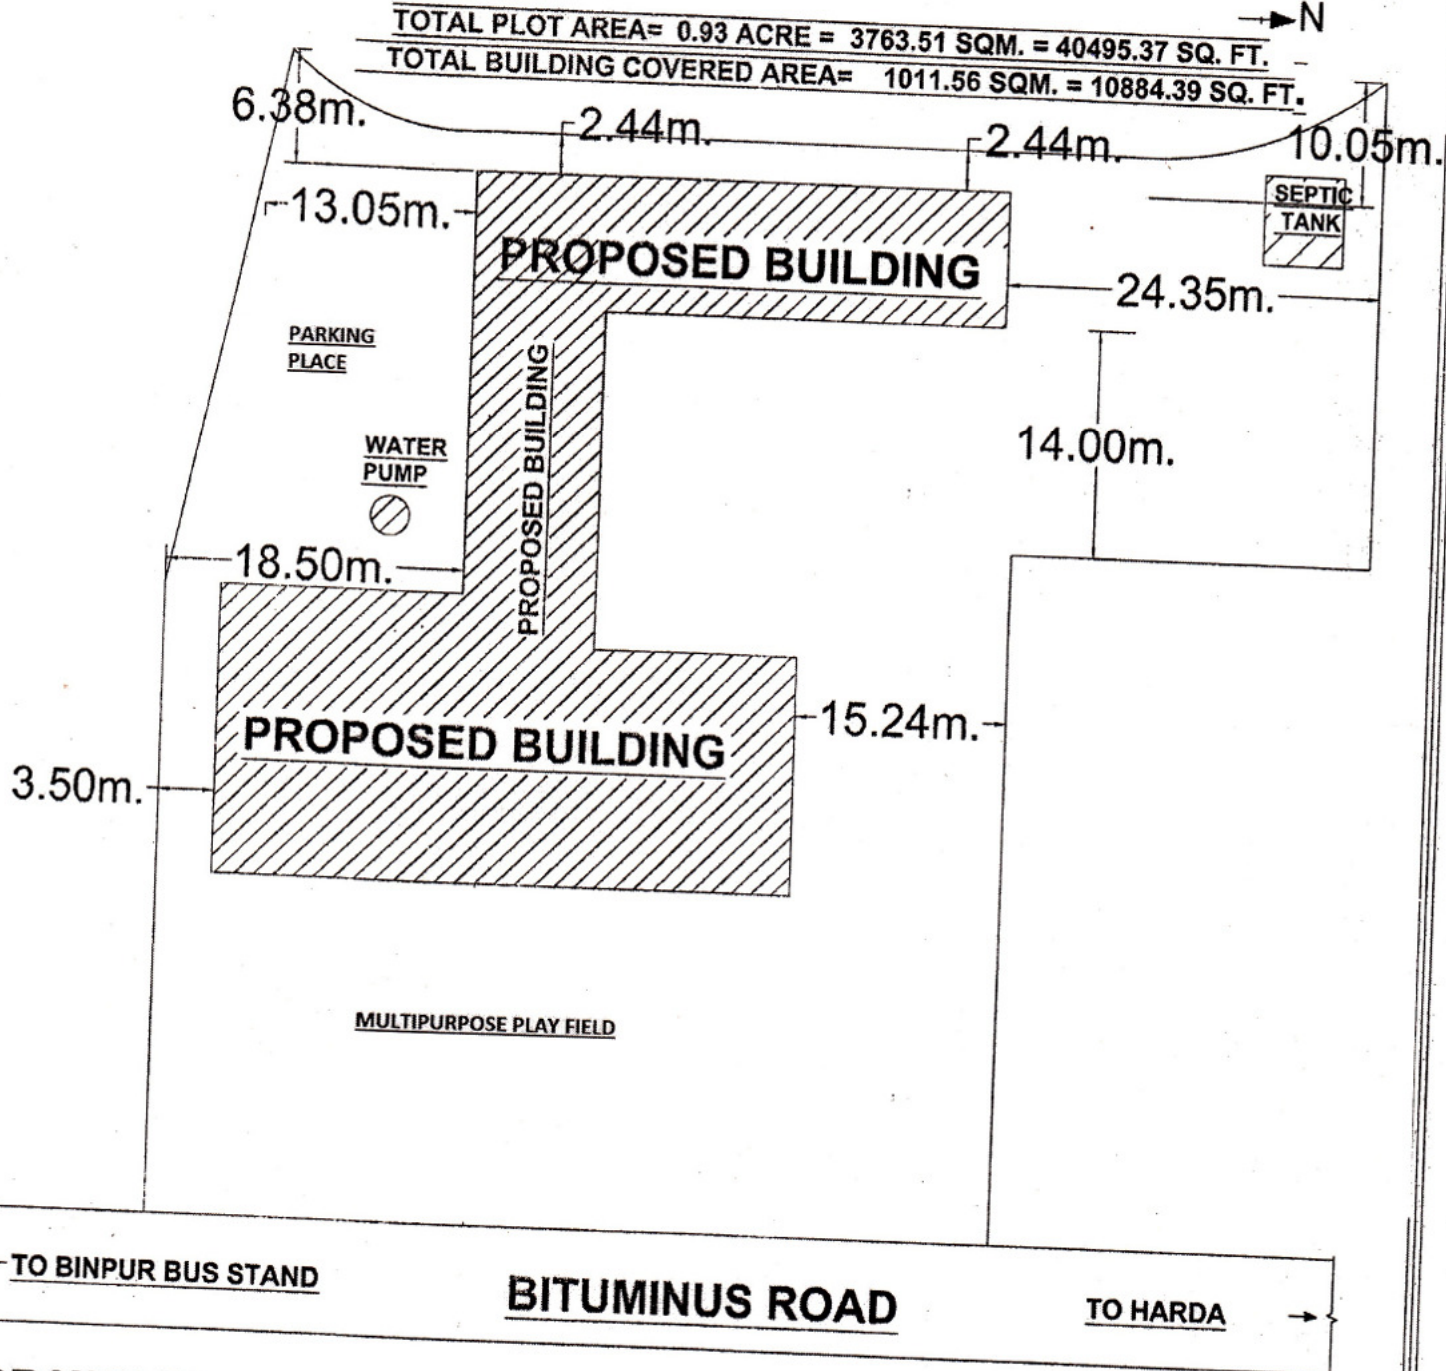 N
TOTAL PLOT AREA= 0.93 ACRE = 3763.51 SQM. = 40495.37 SQ. FT.
TOTAL BUILDING COVERED AREA= 1011.56 SQM. = 10884.39 SQ. FT.
6.38m.
2.44m.
2.44m.
10.05m.
13.05m.
SEPTIC
TANK
PROPOSED BUILDING
24.35m.
PARKING
PLACE
PROPOSED BUILDING
WATER
PUMP
14.00m.
18.50m.
PROPOSED BUILDING
15.24m.
3.50m.
MULTIPURPOSE PLAY FIELD
TO BINPUR BUS STAND
BITUMINUS ROAD
TO HARDA